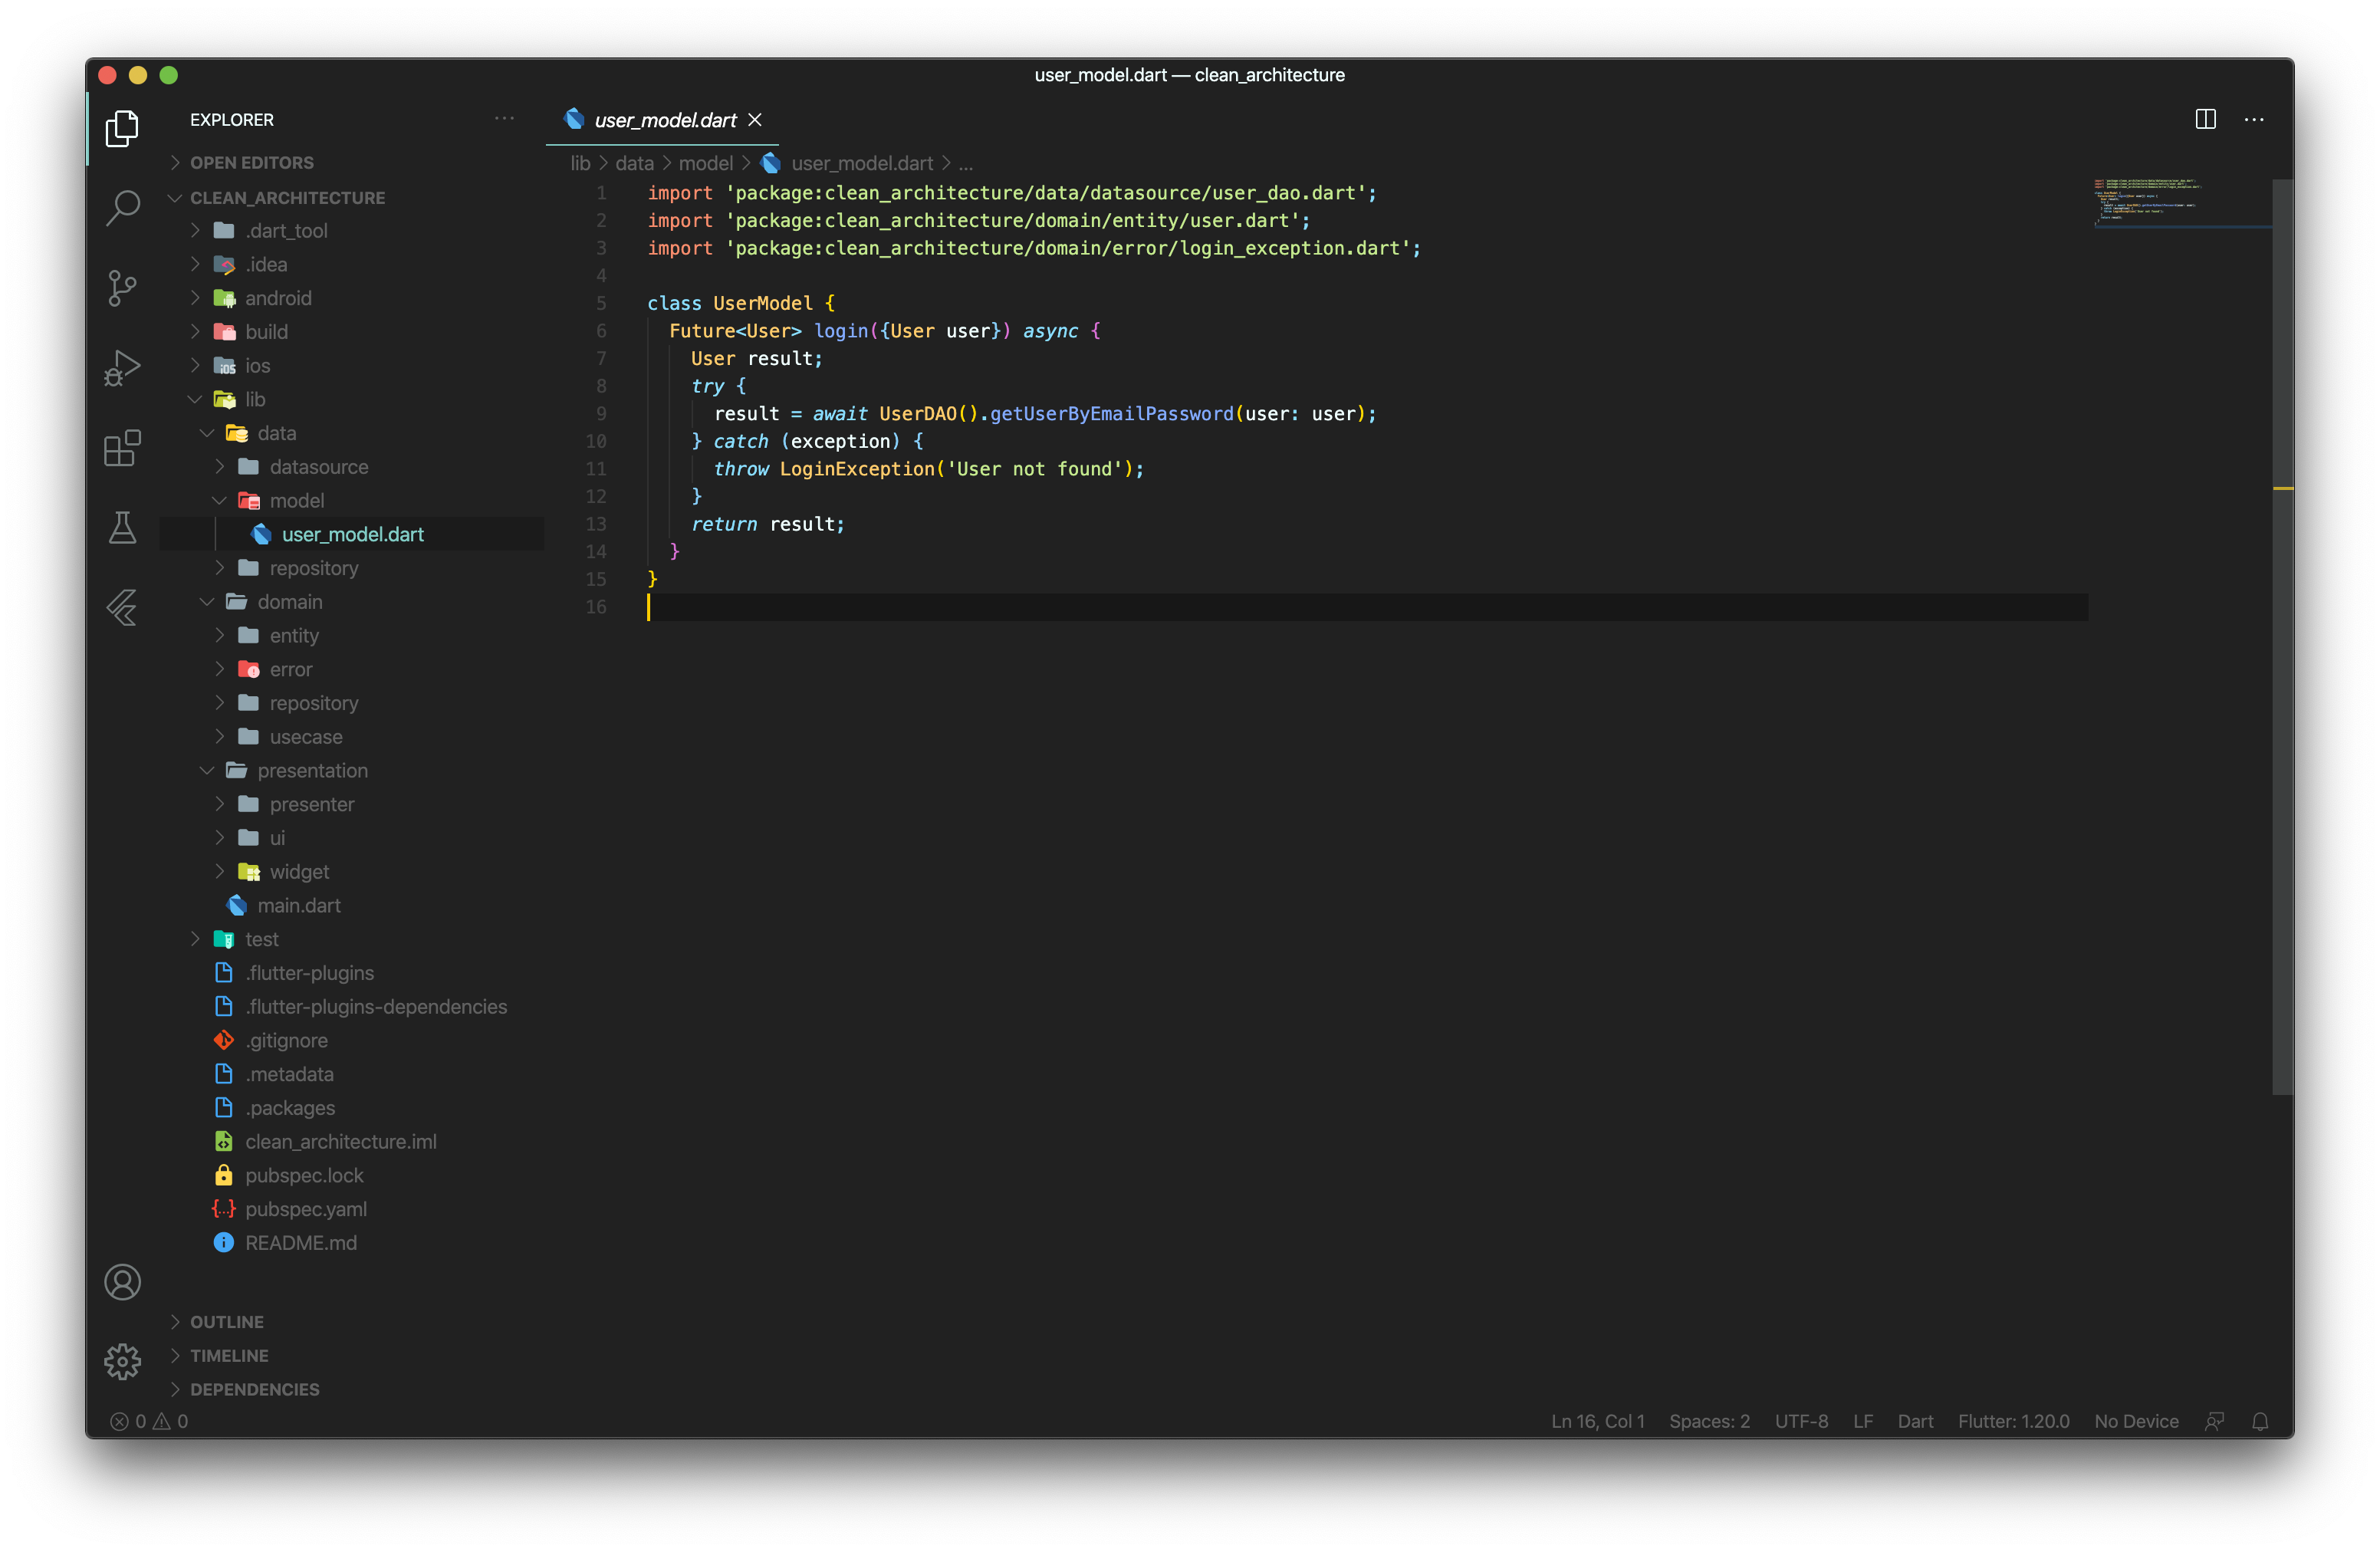 user_model.dart — clean_architecture
EXPLORER
OPEN EDITORS
CLEAN_ARCHITECTURE
.dart_tool
.idea
android
build
ios
lib
data
datasource
model
user_model.dart
repository
domain
entity
error
repository
usecase
presentation
presenter
ui
widget
main.dart
test
.flutter-plugins
.flutter-plugins-dependencies
.gitignore
.metadata
.packages
clean_architecture.iml
pubspec.lock
pubspec.yaml
README.md
OUTLINE
TIMELINE
DEPENDENCIES
user_model.dart
lib > data > model > user_model.dart > ...
1 import 'package:clean_architecture/data/datasource/user_dao.dart';
2 import 'package:clean_architecture/domain/entity/user.dart';
3 import 'package:clean_architecture/domain/error/login_exception.dart';
4
5 class UserModel {
6   Future<User> login({User user}) async {
7     User result;
8     try {
9       result = await UserDAO().getUserByEmailPassword(user: user);
10     } catch (exception) {
11       throw LoginException('User not found');
12     }
13     return result;
14   }
15 }
16
0 0
Ln 16, Col 1 Spaces: 2 UTF-8 LF Dart Flutter: 1.20.0 No Device